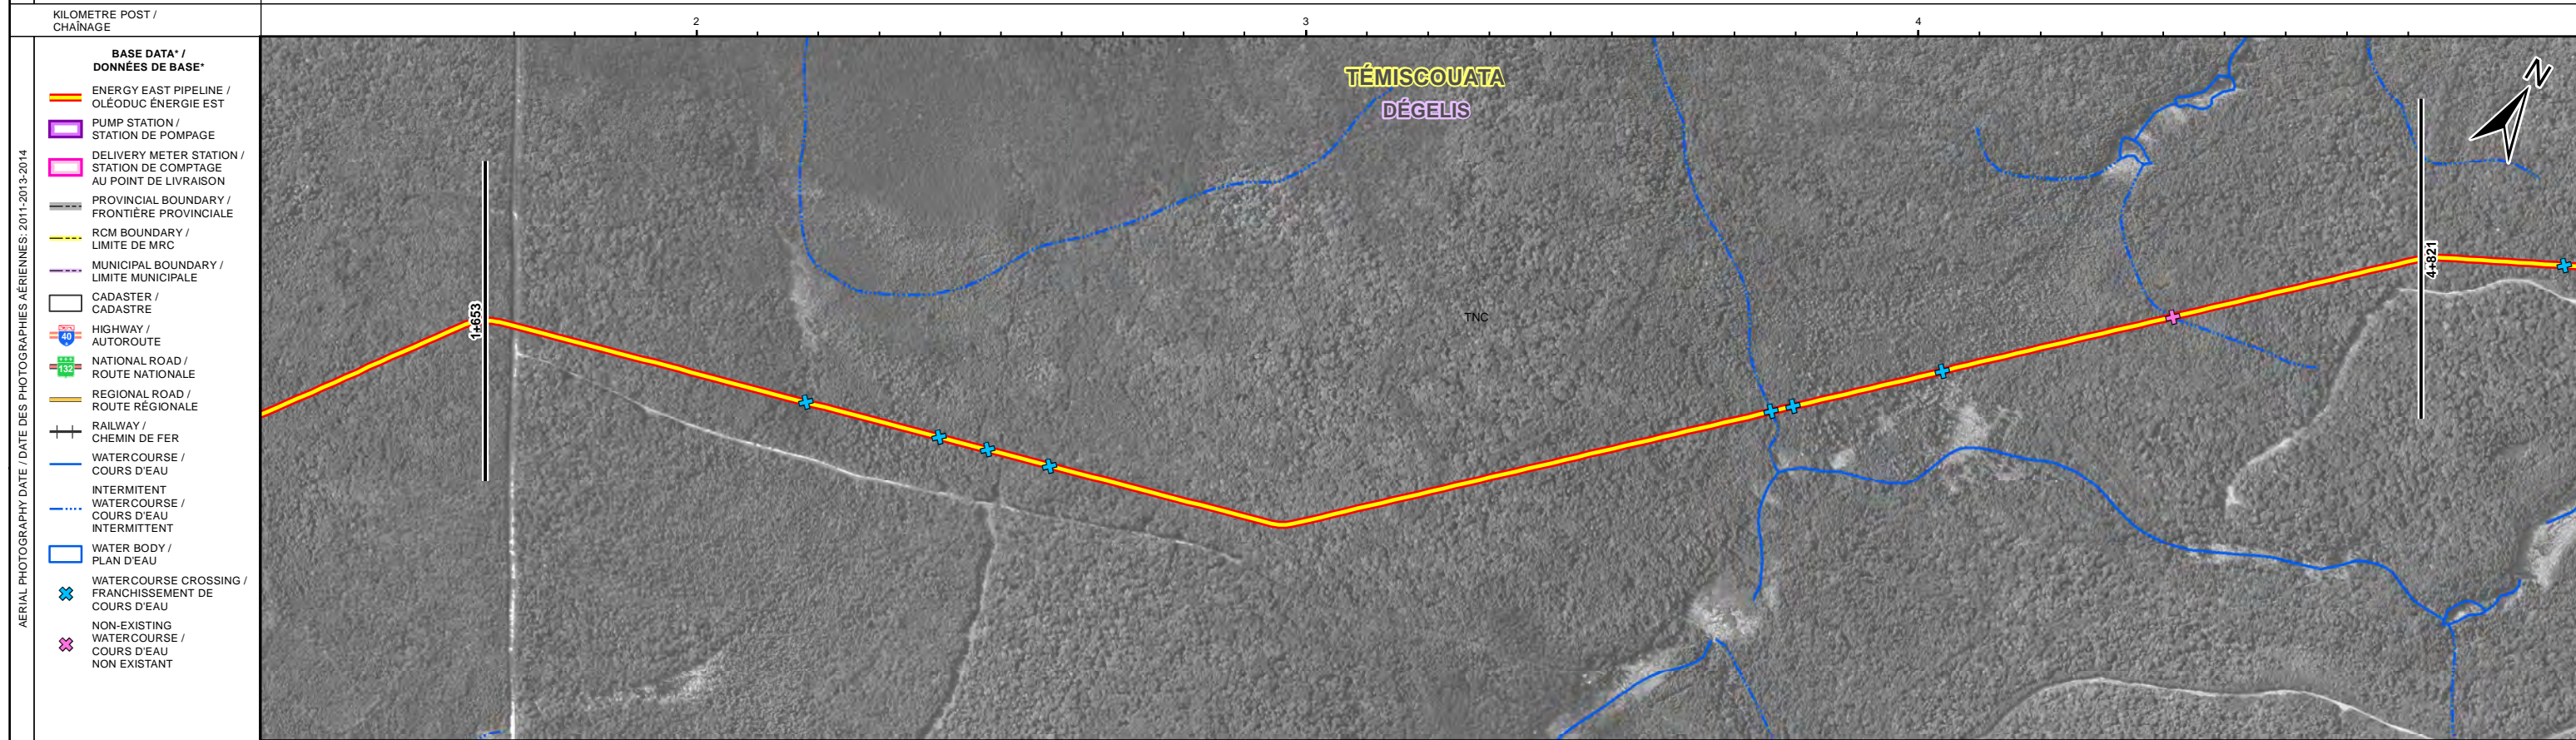 KILOMETRE POST /
CHAÎNAGE
2
3
4
AERIAL PHOTOGRAPHY DATE / DATE DES PHOTOGRAPHIES AÉRIENNES: 2011-2013-2014
BASE DATA* /
DONNÉES DE BASE*
ENERGY EAST PIPELINE /
OLÉODUC ÉNERGIE EST
PUMP STATION /
STATION DE POMPAGE
DELIVERY METER STATION /
STATION DE COMPTAGE
AU POINT DE LIVRAISON
PROVINCIAL BOUNDARY /
FRONTIÈRE PROVINCIALE
RCM BOUNDARY /
LIMITE DE MRC
MUNICIPAL BOUNDARY /
LIMITE MUNICIPALE
CADASTER /
CADASTRE
40
HIGHWAY /
AUTOROUTE
132
NATIONAL ROAD /
ROUTE NATIONALE
REGIONAL ROAD /
ROUTE RÉGIONALE
RAILWAY /
CHEMIN DE FER
WATERCOURSE /
COURS D'EAU
INTERMITENT
WATERCOURSE /
COURS D'EAU
INTERMITTENT
WATER BODY /
PLAN D'EAU
WATERCOURSE CROSSING /
FRANCHISSEMENT DE
COURS D'EAU
NON-EXISTING
WATERCOURSE /
COURS D'EAU
NON EXISTANT
TÉMISCOUATA
DÉGELIS
N
1+653
TNC
4+821